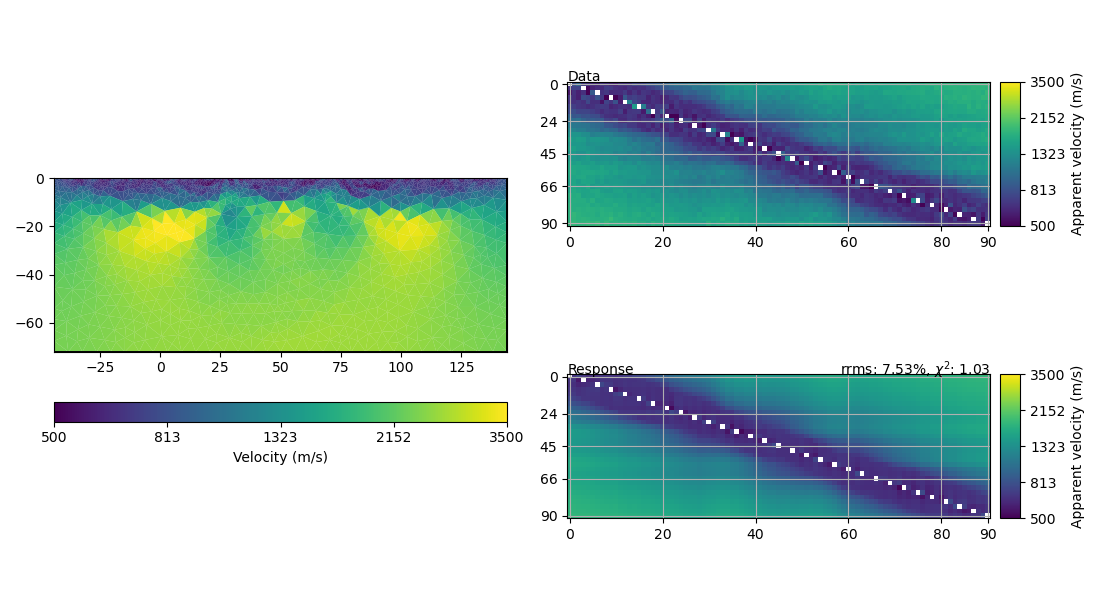 0
−20
−40
−60
−25 0 25 50 75 100 125
500 813 1323 2152 3500
Velocity (m/s)
Data
0
24
45
66
90
0 20 40 60 80 90
3500
2152
1323
813
500
Apparent velocity (m/s)
Response rrms: 7.53%, χ²: 1.03
0
24
45
66
90
0 20 40 60 80 90
3500
2152
1323
813
500
Apparent velocity (m/s)